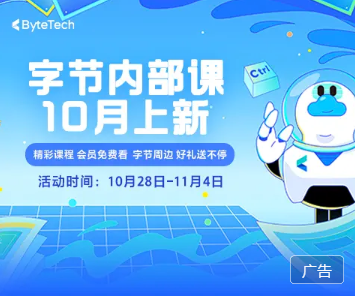 ByteTech
Ctrl
字节内部课
10月上新
精彩课程 会员免费看 字节周边 好礼送不停
活动时间：10月28日-11月4日
广告